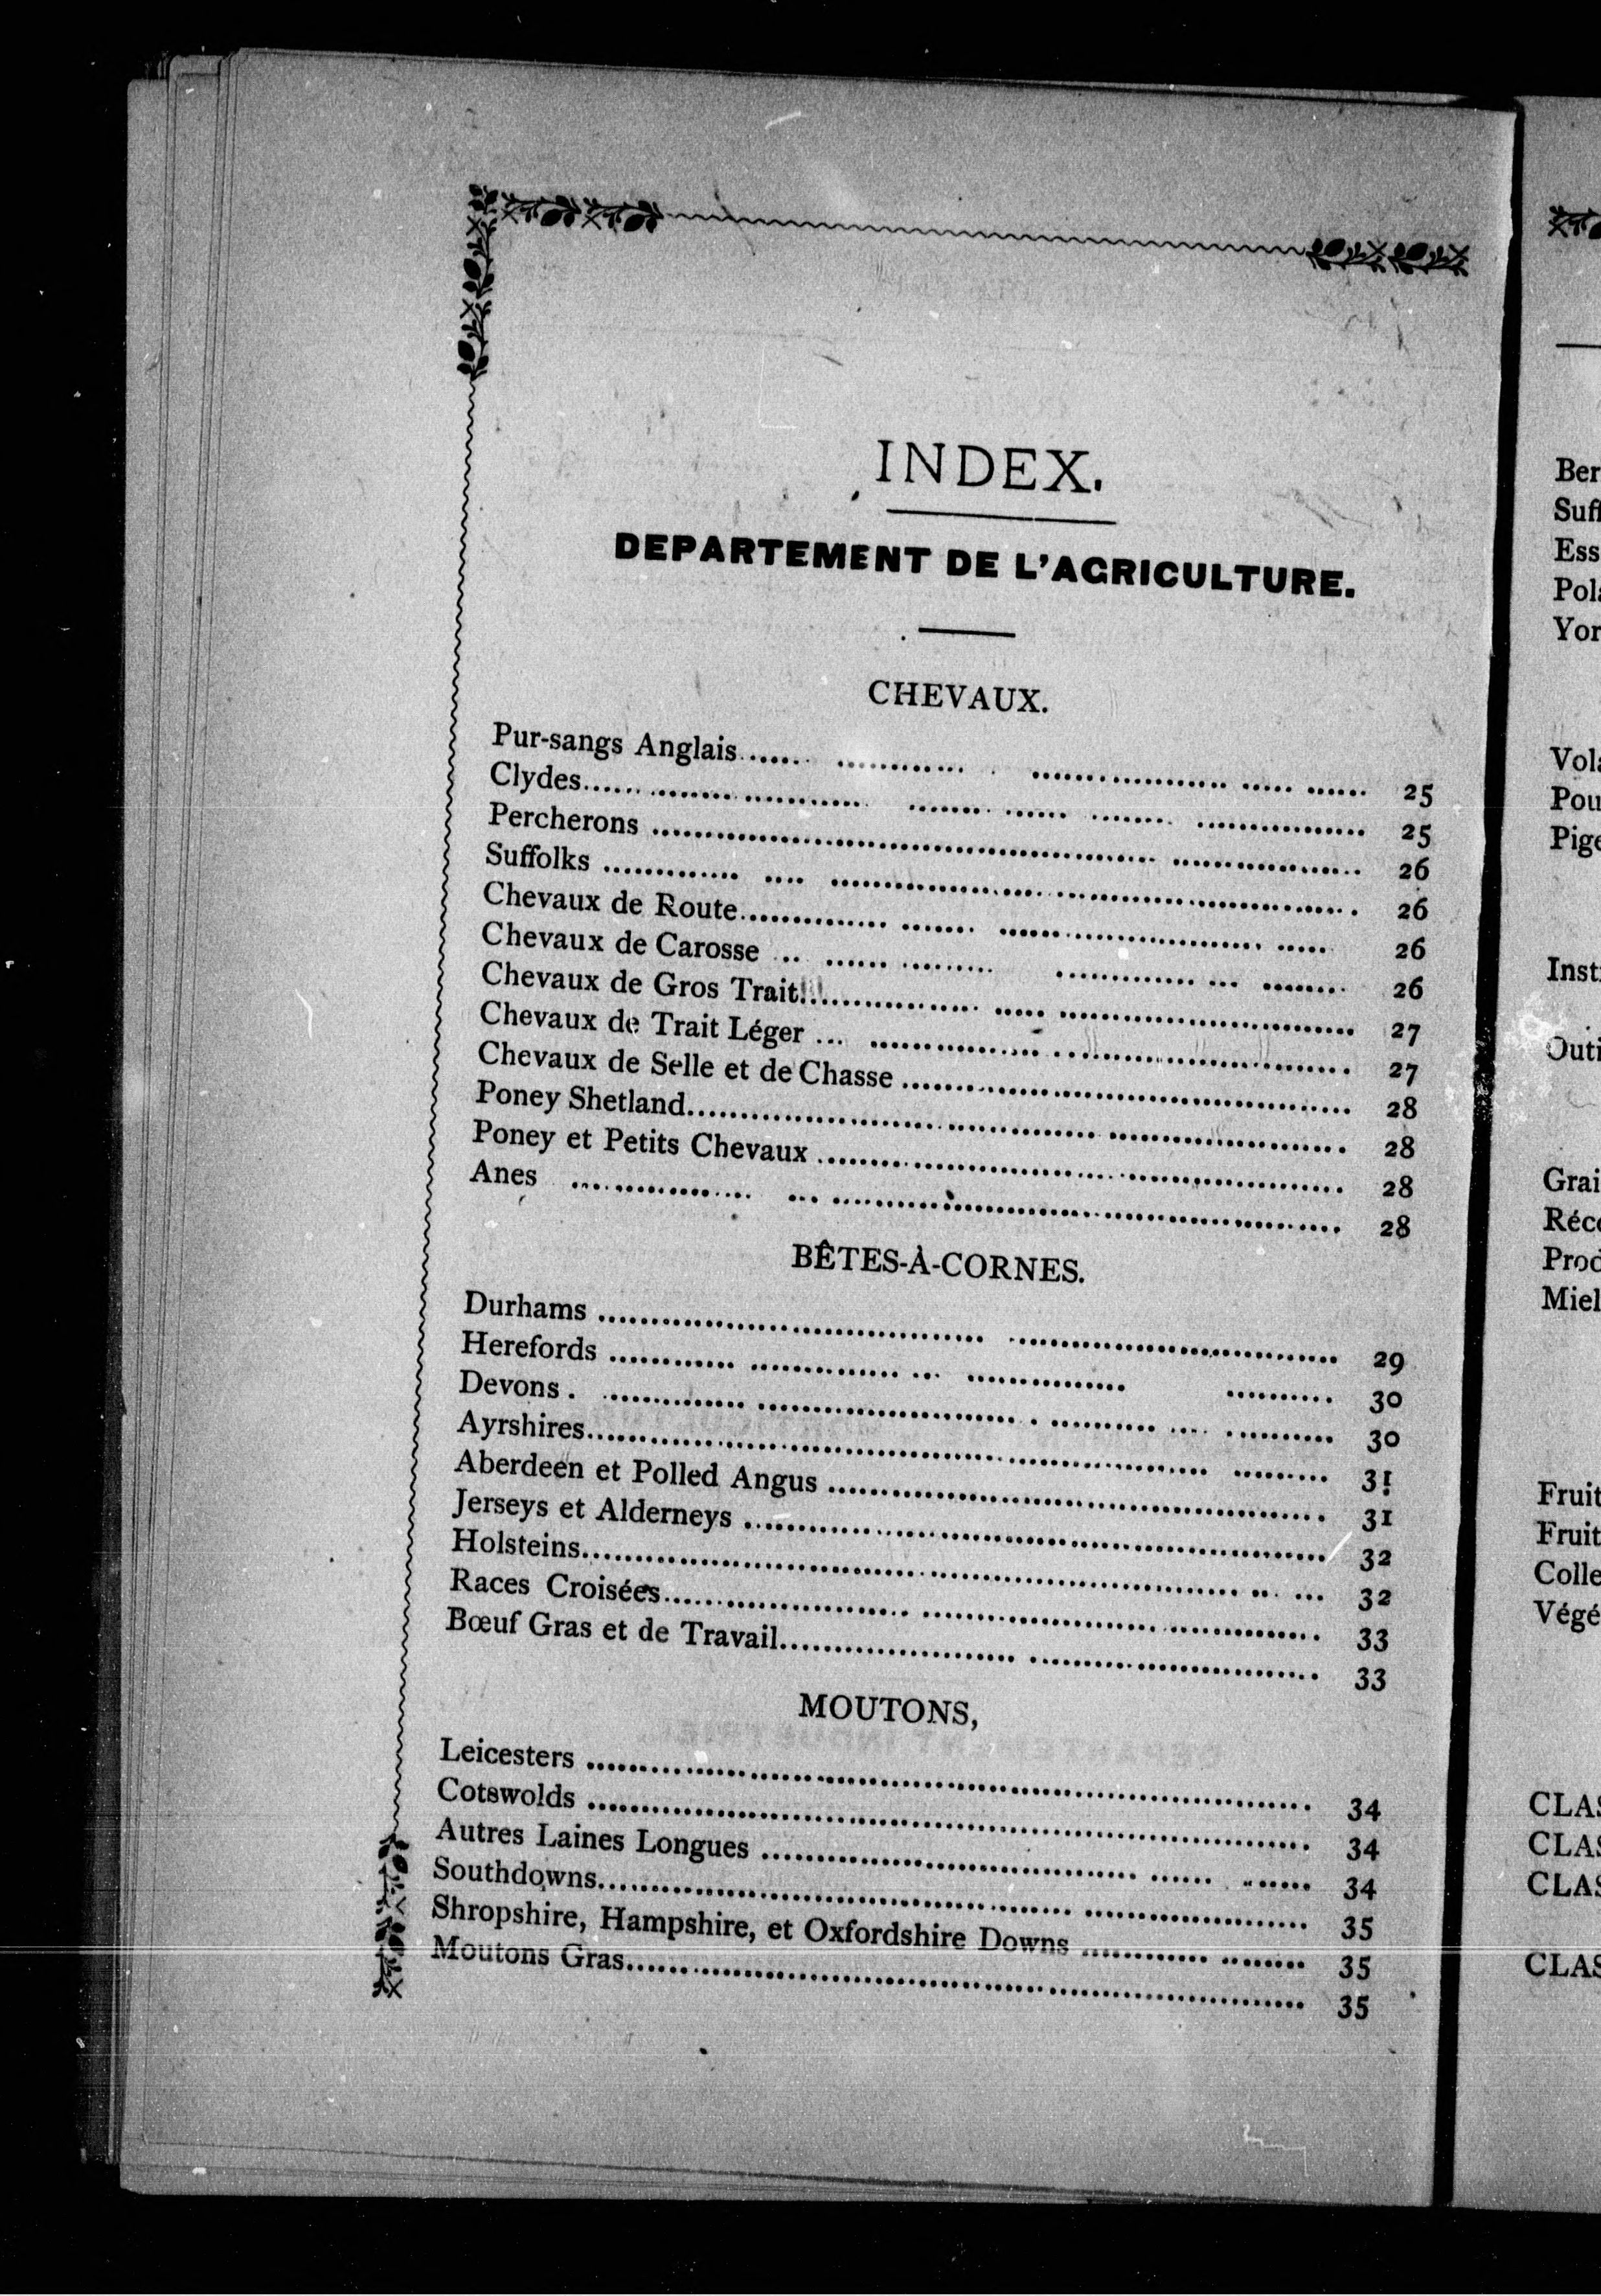 INDEX.
DEPARTEMENT DE L'AGRICULTURE.
CHEVAUX.
Pur-sangs Anglais 25
Clydes 25
Percherons 26
Suffolks 26
Chevaux de Route 26
Chevaux de Carosse 26
Chevaux de Gros Trait 27
Chevaux de Trait Léger 27
Chevaux de Selle et de Chasse 28
Poney Shetland 28
Poney et Petits Chevaux 28
Anes 28
BÊTES-À-CORNES.
Durhams 29
Herefords 30
Devons 30
Ayrshires 31
Aberdeen et Polled Angus 31
Jerseys et Alderneys 32
Holsteins 32
Races Croisées 33
Bœuf Gras et de Travail 33
MOUTONS,
Leicesters 34
Cotswolds 34
Autres Laines Longues 34
Southdowns 35
Shropshire, Hampshire, et Oxfordshire Downs 35
Moutons Gras 35